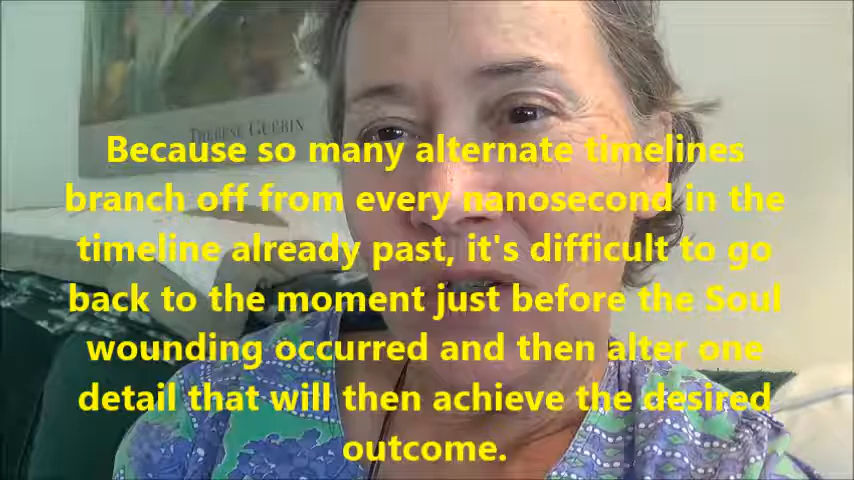 THERESE GUERIN
Because so many alternate timelines
branch off from every nanosecond in the
timeline already past, it's difficult to go
back to the moment just before the Soul
wounding occurred and then alter one
detail that will then achieve the desired
outcome.